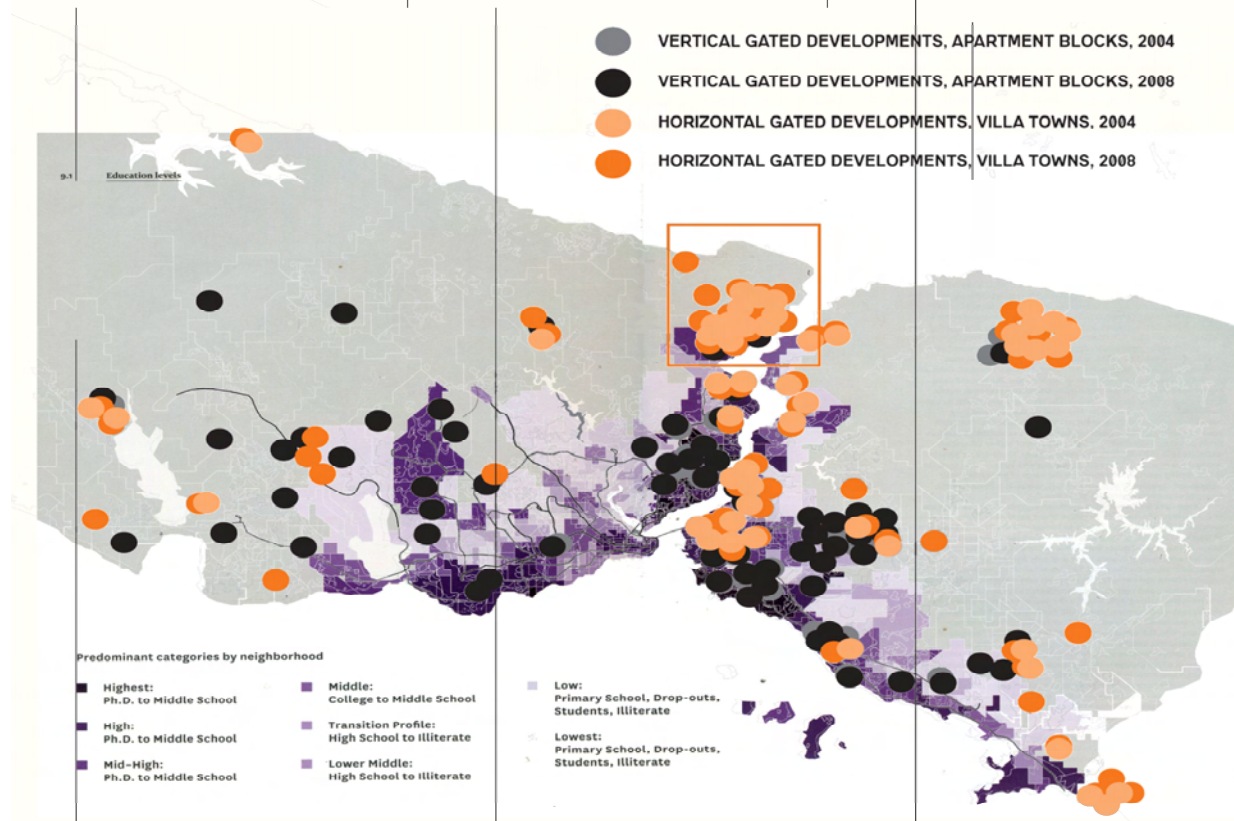 VERTICAL GATED DEVELOPMENTS, APARTMENT BLOCKS, 2004
VERTICAL GATED DEVELOPMENTS, APARTMENT BLOCKS, 2008
HORIZONTAL GATED DEVELOPMENTS, VILLA TOWNS, 2004
HORIZONTAL GATED DEVELOPMENTS, VILLA TOWNS, 2008
9.1 Education levels
Predominant categories by neighborhood
Highest:
Ph.D. to Middle School
High:
Ph.D. to Middle School
Mid-High:
Ph.D. to Middle School
Middle:
College to Middle School
Transition Profile:
High School to Illiterate
Lower Middle:
High School to Illiterate
Low:
Primary School, Drop-outs,
Students, Illiterate
Lowest:
Primary School, Drop-outs,
Students, Illiterate